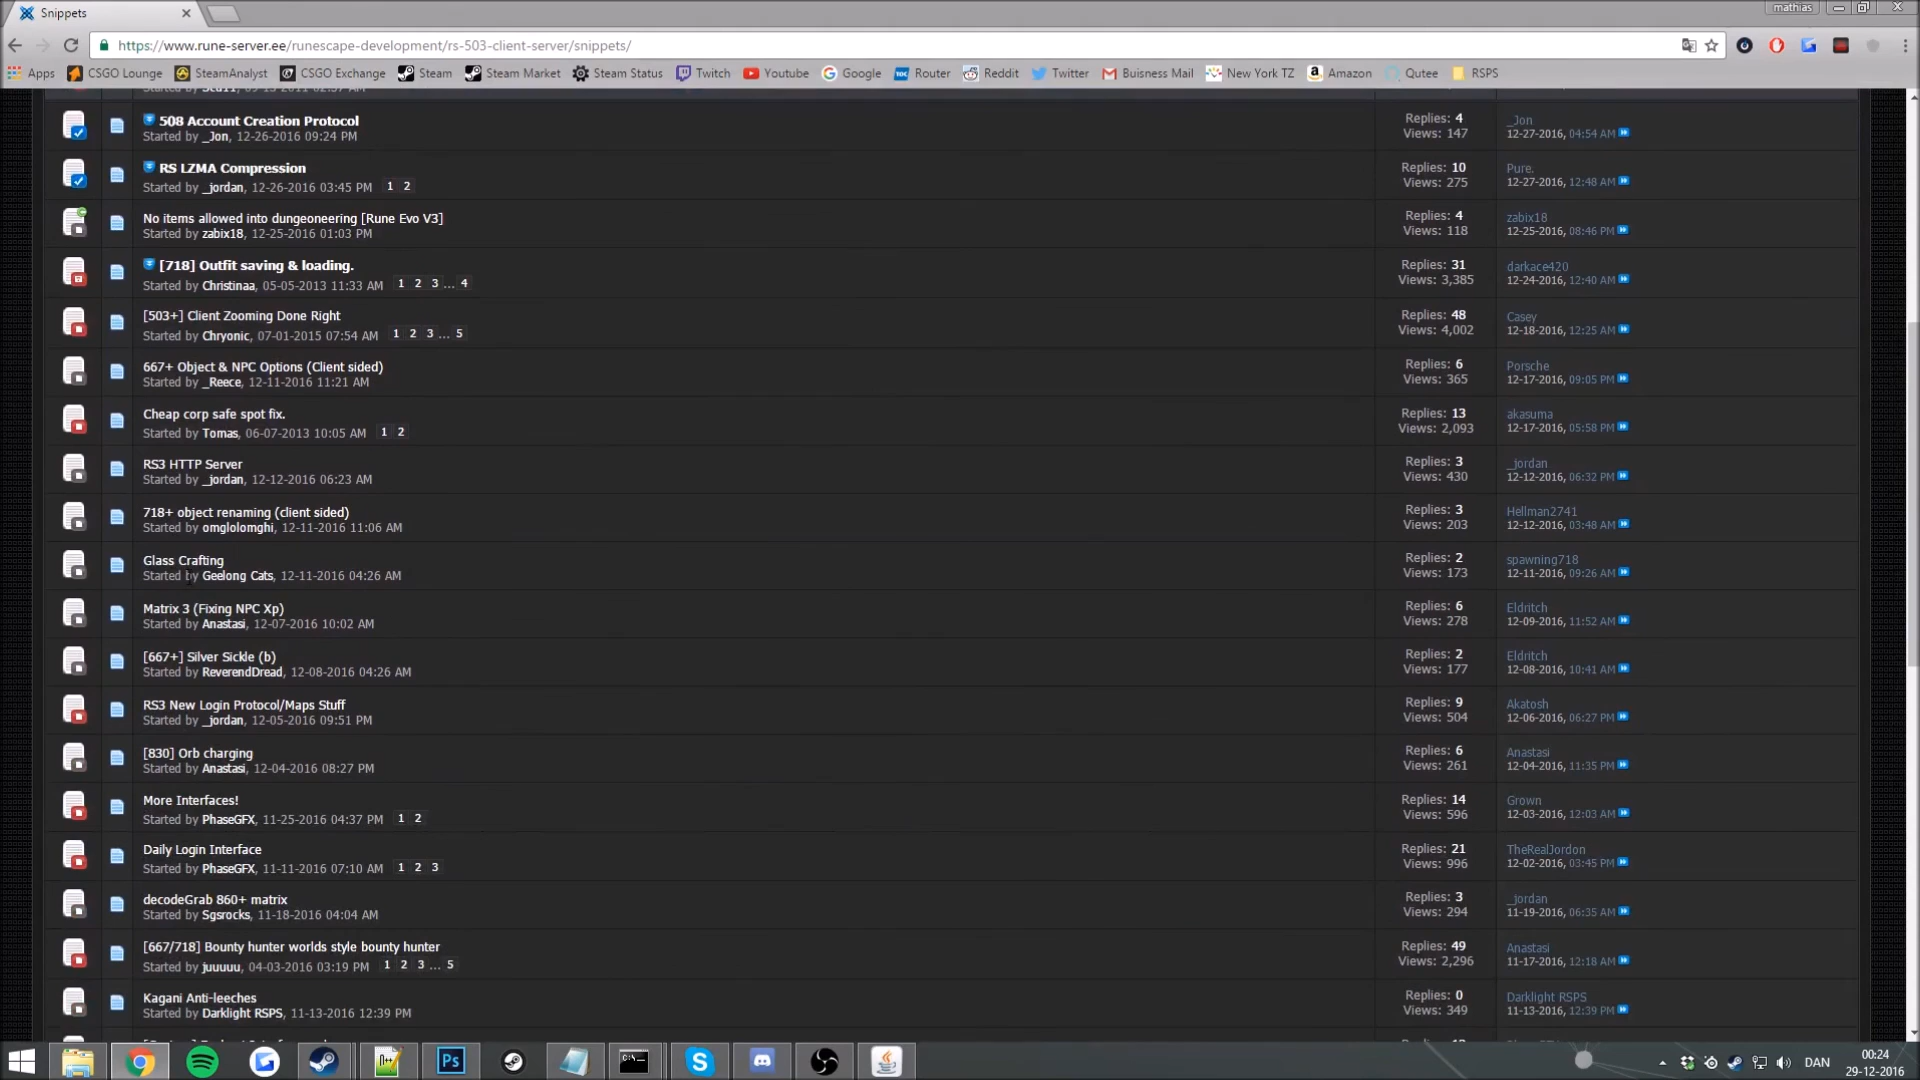 Snippets
mathias
https://www.rune-server.ee/runescape-development/rs-503-client-server/snippets/
Apps CSGO Lounge SteamAnalyst CSGO Exchange Steam Steam Market Steam Status Twitch Youtube Google Router Reddit Twitter Buisness Mail New York TZ Amazon Qutee RSPS
508 Account Creation Protocol
Started by _Jon, 12-26-2016 09:24 PM
Replies: 4
Views: 147
_Jon
12-27-2016, 04:54 AM
RS LZMA Compression
Started by _jordan, 12-26-2016 03:45 PM 1 2
Replies: 10
Views: 275
Pure.
12-27-2016, 12:48 AM
No items allowed into dungeoneering [Rune Evo V3]
Started by zabix18, 12-25-2016 01:03 PM
Replies: 4
Views: 118
zabix18
12-25-2016, 08:46 PM
[718] Outfit saving & loading.
Started by Christinaa, 05-05-2013 11:33 AM 1 2 3 ... 4
Replies: 31
Views: 3,385
darkace420
12-24-2016, 12:40 AM
[503+] Client Zooming Done Right
Started by Chryonic, 07-01-2015 07:54 AM 1 2 3 ... 5
Replies: 48
Views: 4,002
Casey
12-18-2016, 12:25 AM
667+ Object & NPC Options (Client sided)
Started by _Reece, 12-11-2016 11:21 AM
Replies: 6
Views: 365
Porsche
12-17-2016, 09:05 PM
Cheap corp safe spot fix.
Started by Tomas, 06-07-2013 10:05 AM 1 2
Replies: 13
Views: 2,093
akasuma
12-17-2016, 05:58 PM
RS3 HTTP Server
Started by _jordan, 12-12-2016 06:23 AM
Replies: 3
Views: 430
_jordan
12-12-2016, 06:32 PM
718+ object renaming (client sided)
Started by omglolomghi, 12-11-2016 11:06 AM
Replies: 3
Views: 203
Hellman2741
12-12-2016, 03:48 AM
Glass Crafting
Started by Geelong Cats, 12-11-2016 04:26 AM
Replies: 2
Views: 173
spawning718
12-11-2016, 09:26 AM
Matrix 3 (Fixing NPC Xp)
Started by Anastasi, 12-07-2016 10:02 AM
Replies: 6
Views: 278
Eldritch
12-09-2016, 11:52 AM
[667+] Silver Sickle (b)
Started by ReverendDread, 12-08-2016 04:26 AM
Replies: 2
Views: 177
Eldritch
12-08-2016, 10:41 AM
RS3 New Login Protocol/Maps Stuff
Started by _jordan, 12-05-2016 09:51 PM
Replies: 9
Views: 504
Akatosh
12-06-2016, 06:27 PM
[830] Orb charging
Started by Anastasi, 12-04-2016 08:27 PM
Replies: 6
Views: 261
Anastasi
12-04-2016, 11:35 PM
More Interfaces!
Started by PhaseGFX, 11-25-2016 04:37 PM 1 2
Replies: 14
Views: 596
Grown
12-03-2016, 12:03 AM
Daily Login Interface
Started by PhaseGFX, 11-11-2016 07:10 AM 1 2 3
Replies: 21
Views: 996
TheRealJordon
12-02-2016, 03:45 PM
decodeGrab 860+ matrix
Started by Sgsrocks, 11-18-2016 04:04 AM
Replies: 3
Views: 294
_jordan
11-19-2016, 06:35 AM
[667/718] Bounty hunter worlds style bounty hunter
Started by juuuuu, 04-03-2016 03:19 PM 1 2 3 ... 5
Replies: 49
Views: 2,296
Anastasi
11-17-2016, 12:18 AM
Kagani Anti-leeches
Started by Darklight RSPS, 11-13-2016 12:39 PM
Replies: 0
Views: 349
Darklight RSPS
11-13-2016, 12:39 PM
Ps
DAN
00:24
29-12-2016